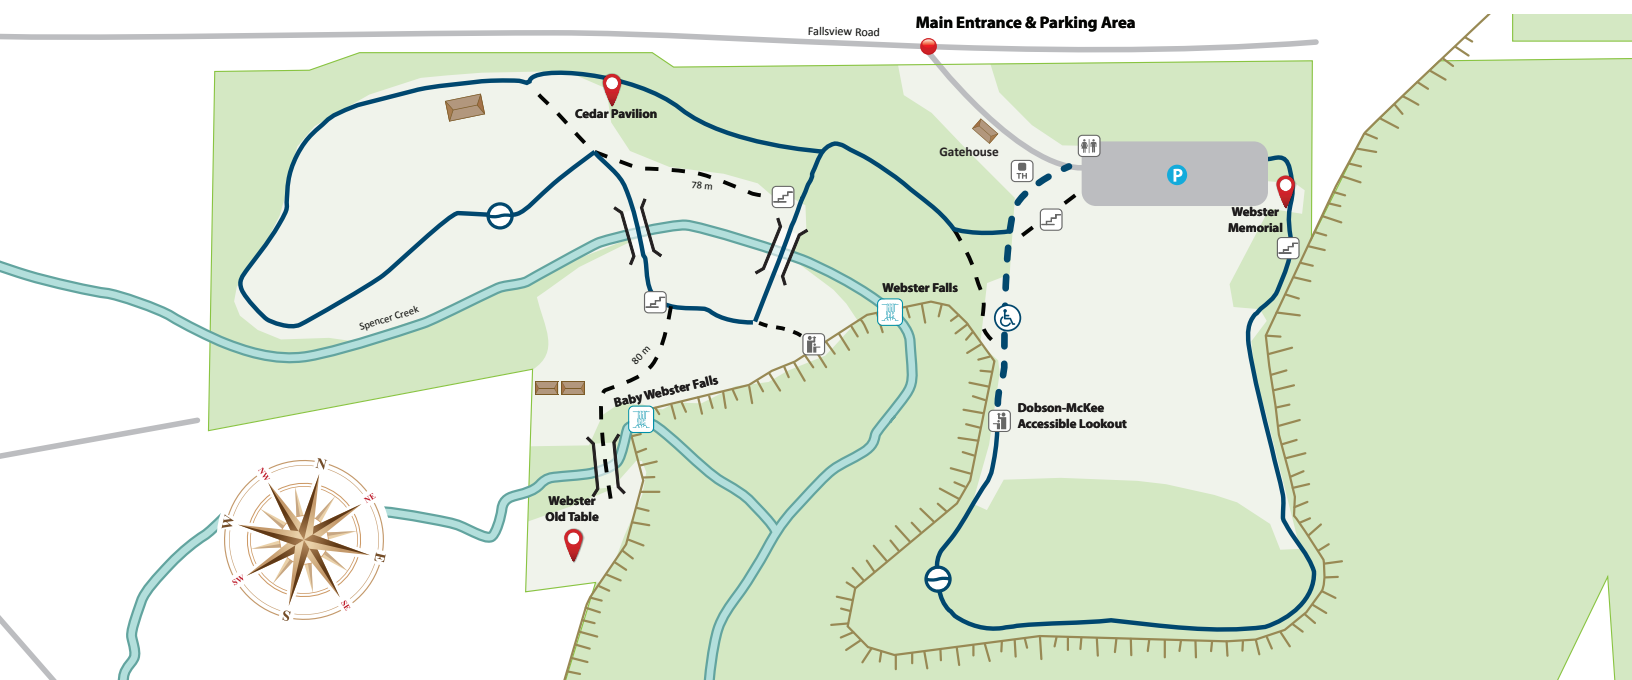 Main Entrance & Parking Area
Fallsview Road
Cedar Pavilion
Gatehouse
TH
P
78 m
Webster
Memorial
Webster Falls
Spencer Creek
80 m
Baby Webster Falls
Dobson-McKee
Accessible Lookout
Webster
Old Table
N
NE
E
SE
S
SW
W
NW